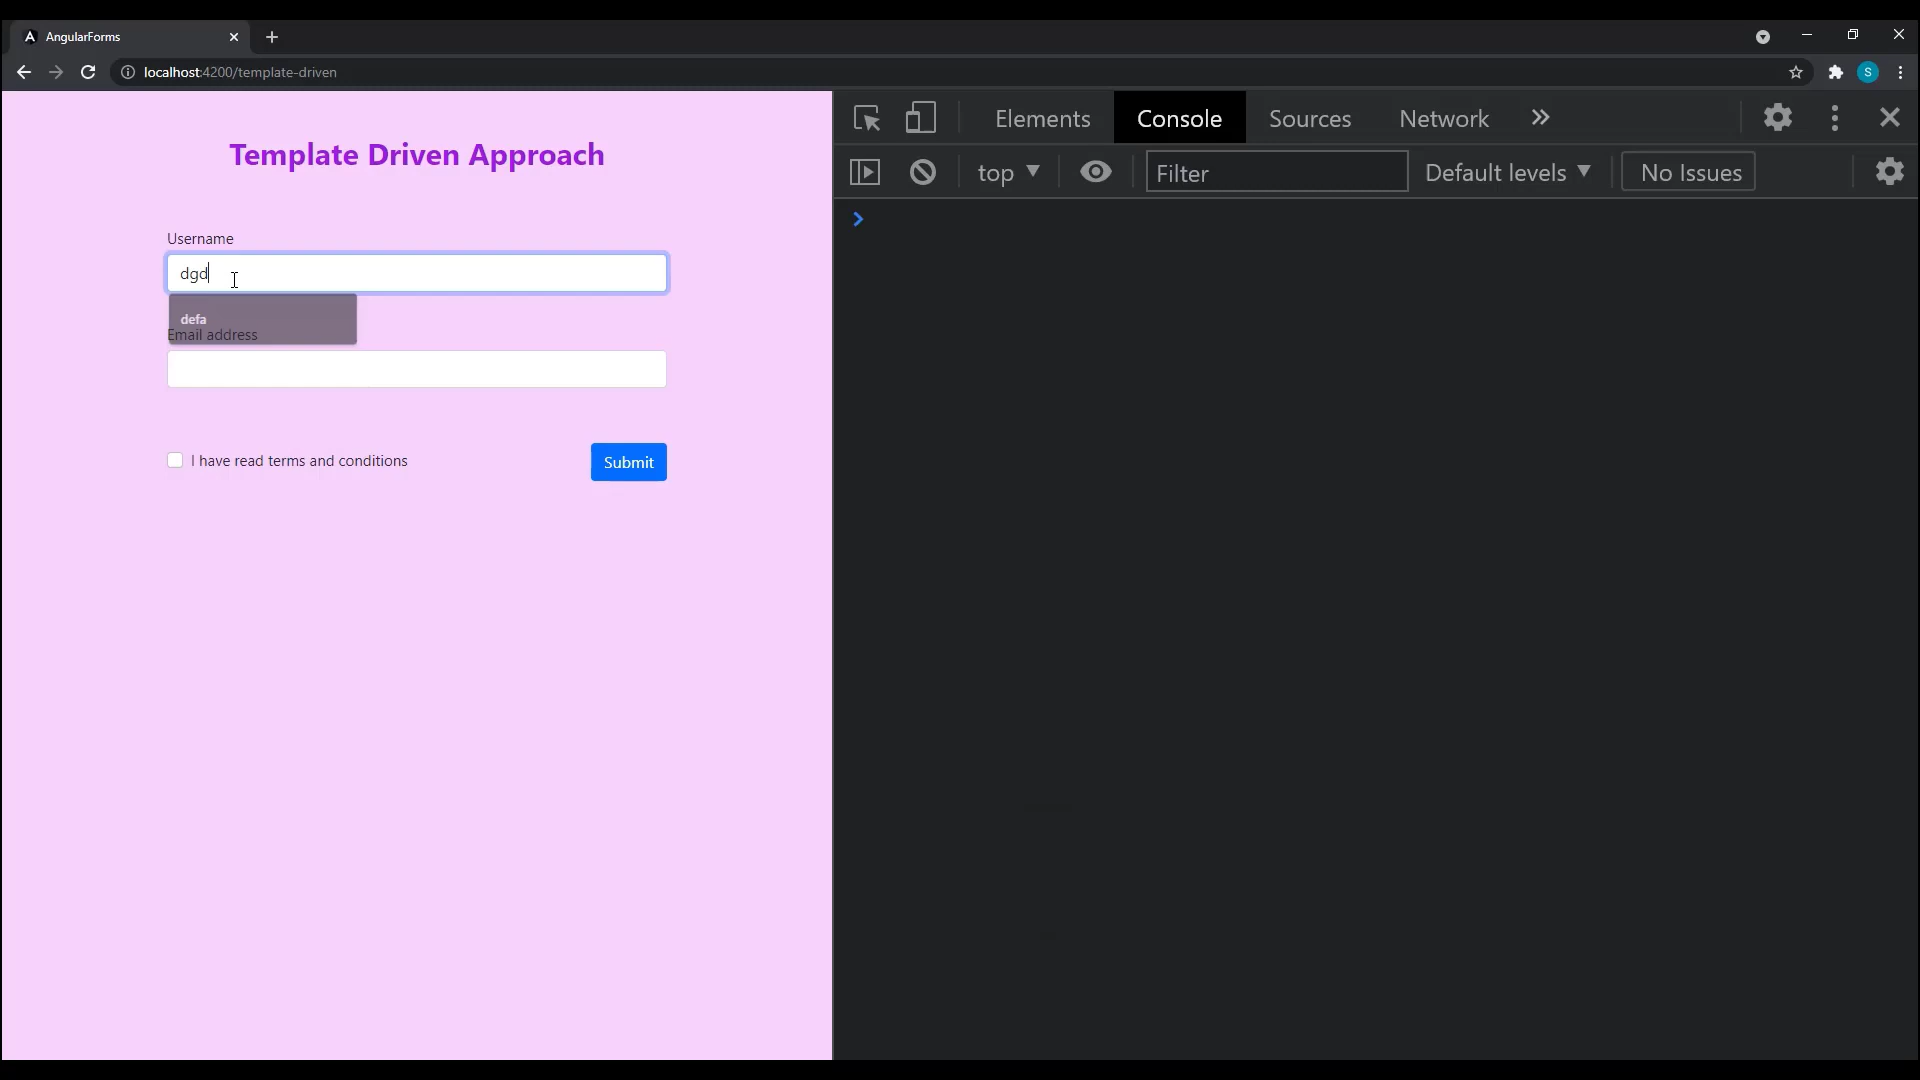 AngularForms
localhost:4200/template-driven
S
Template Driven Approach
Username
dgd
defa
Email address
I have read terms and conditions
Submit
Elements
Console
Sources
Network
top
Filter
Default levels
No Issues